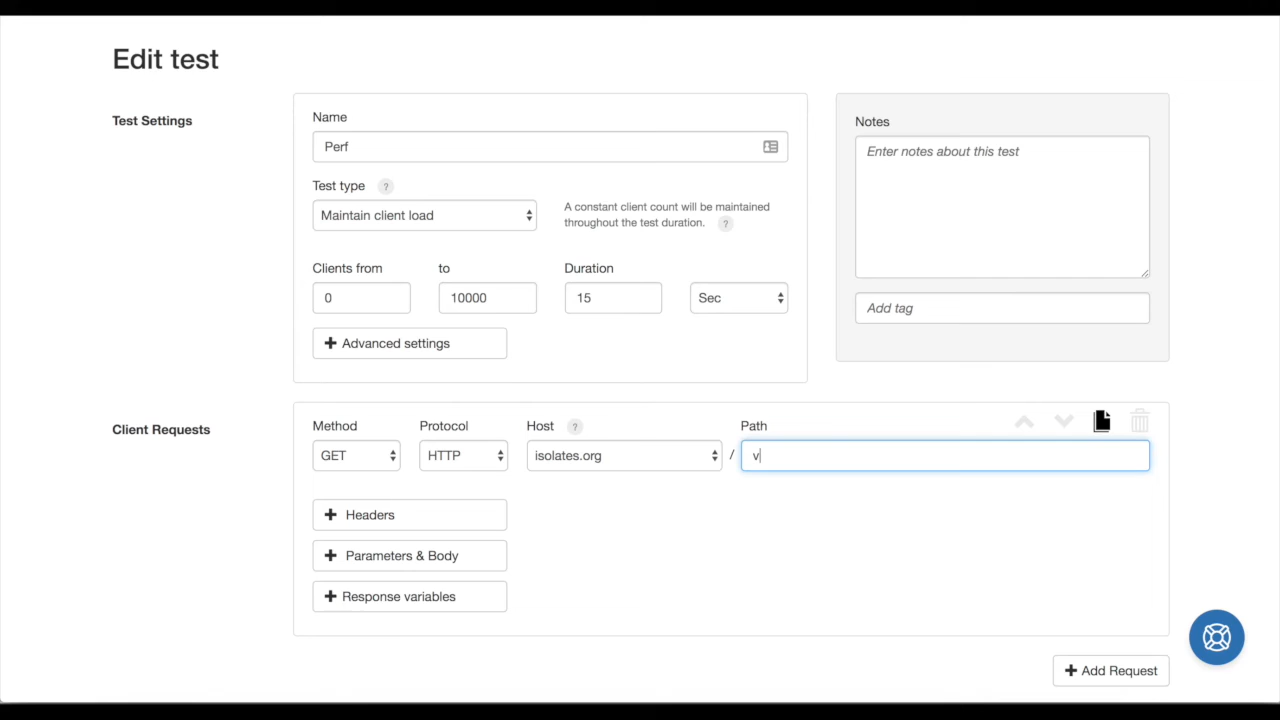 Edit test
Test Settings
Name
Perf
Test type ?
Maintain client load
A constant client count will be maintained
throughout the test duration. ?
Clients from to Duration
0 10000 15 Sec
Advanced settings
Notes
Enter notes about this test
Add tag
Client Requests
Method Protocol Host ? Path
GET HTTP isolates.org / v
Headers
Parameters & Body
Response variables
Add Request